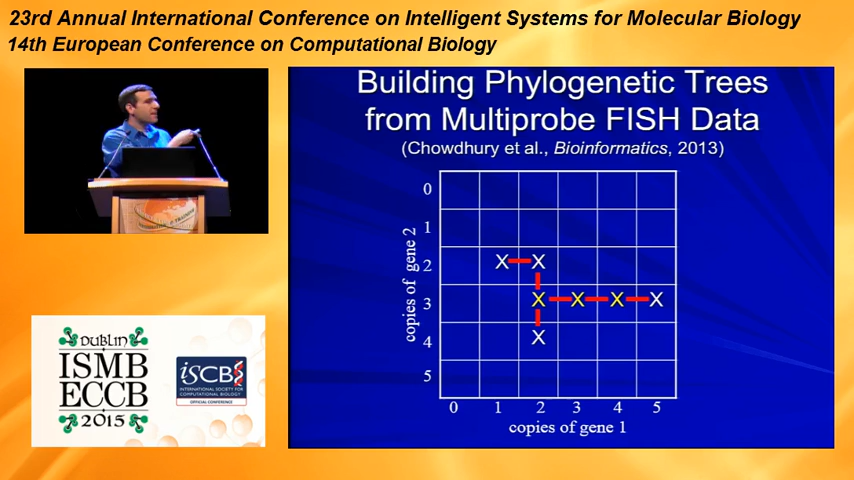 23rd Annual International Conference on Intelligent Systems for Molecular Biology
14th European Conference on Computational Biology
Building Phylogenetic Trees
from Multiprobe FISH Data
(Chowdhury et al., Bioinformatics, 2013)
copies of gene 2
0
1
2
3
4
5
X X
X X X X
X
0 1 2 3 4 5
copies of gene 1
DUBLIN
ISMB
ECCB
2015
ISCB
INTERNATIONAL SOCIETY FOR
COMPUTATIONAL BIOLOGY
OFFICIAL CONFERENCE